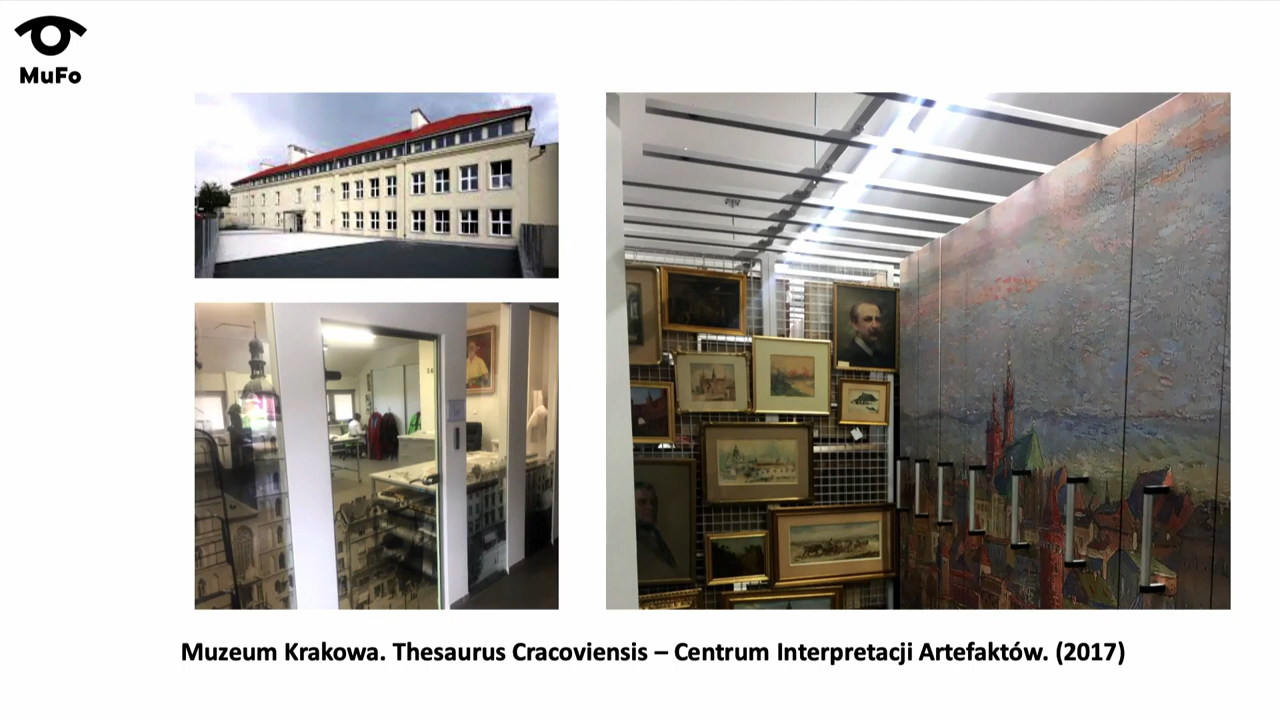 MuFo
Muzeum Krakowa. Thesaurus Cracoviensis – Centrum Interpretacji Artefaktów. (2017)